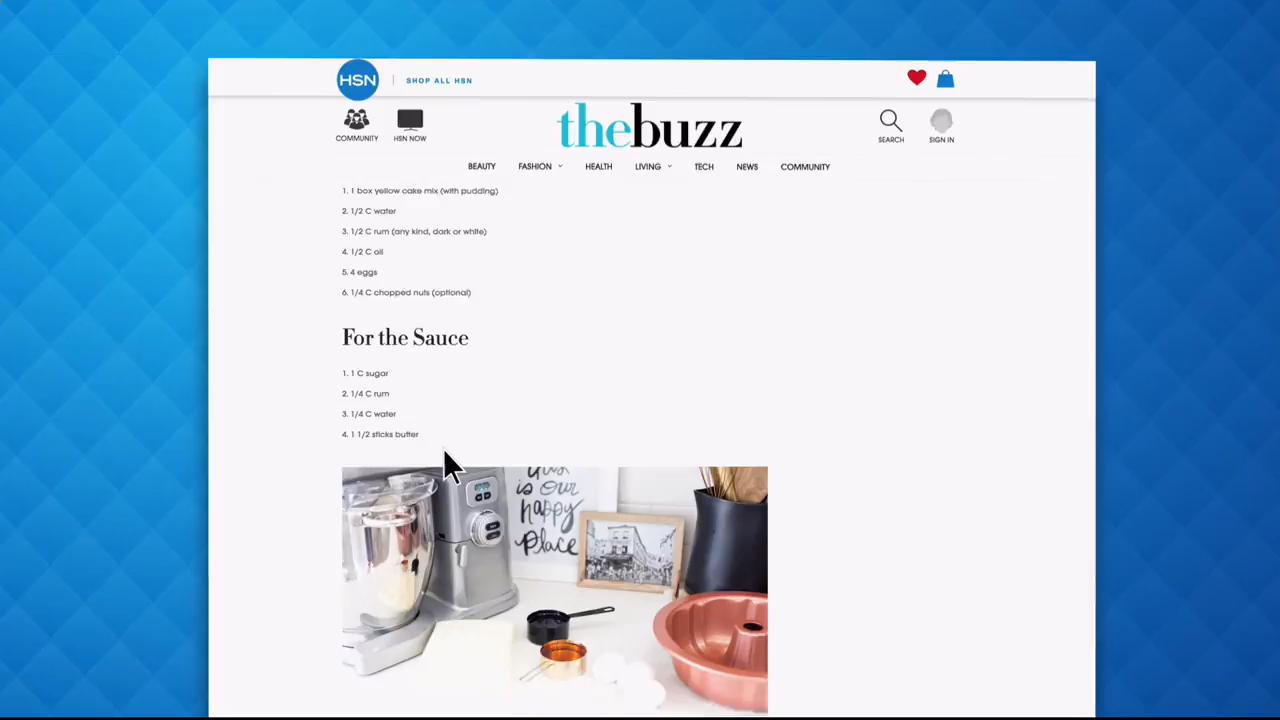 HSN
SHOP ALL HSN
COMMUNITY
HSN NOW
thebuzz
SEARCH
SIGN IN
BEAUTY FASHION HEALTH LIVING TECH NEWS COMMUNITY
1. 1 box yellow cake mix (with pudding)
2. 1/2 C water
3. 1/2 C rum (any kind, dark or white)
4. 1/2 C oil
5. 4 eggs
6. 1/4 C chopped nuts (optional)
For the Sauce
1. 1 C sugar
2. 1/4 C rum
3. 1/4 C water
4. 1 1/2 sticks butter
this
is our
happy
place